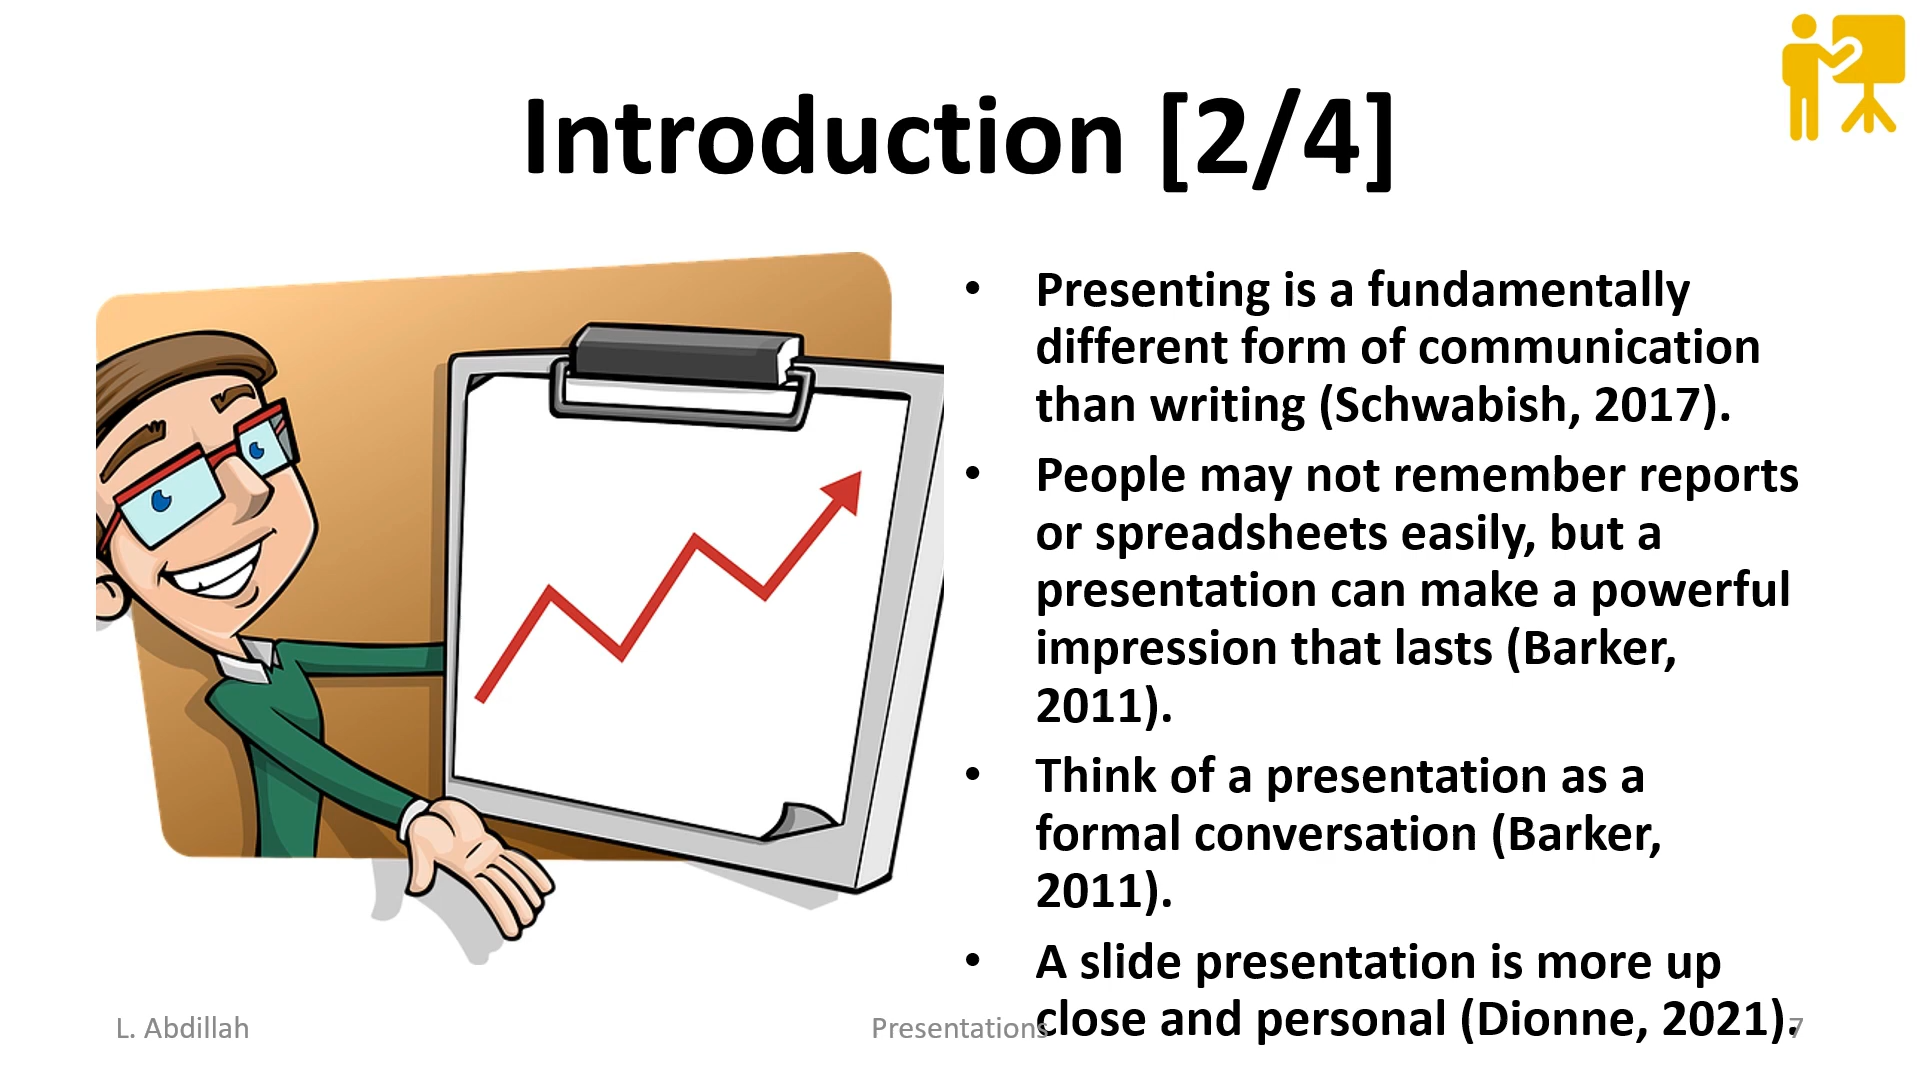 Introduction [2/4]
• Presenting is a fundamentally
different form of communication
than writing (Schwabish, 2017).
• People may not remember reports
or spreadsheets easily, but a
presentation can make a powerful
impression that lasts (Barker,
2011).
• Think of a presentation as a
formal conversation (Barker,
2011).
• A slide presentation is more up
close and personal (Dionne, 2021).
L. Abdillah
Presentations
7